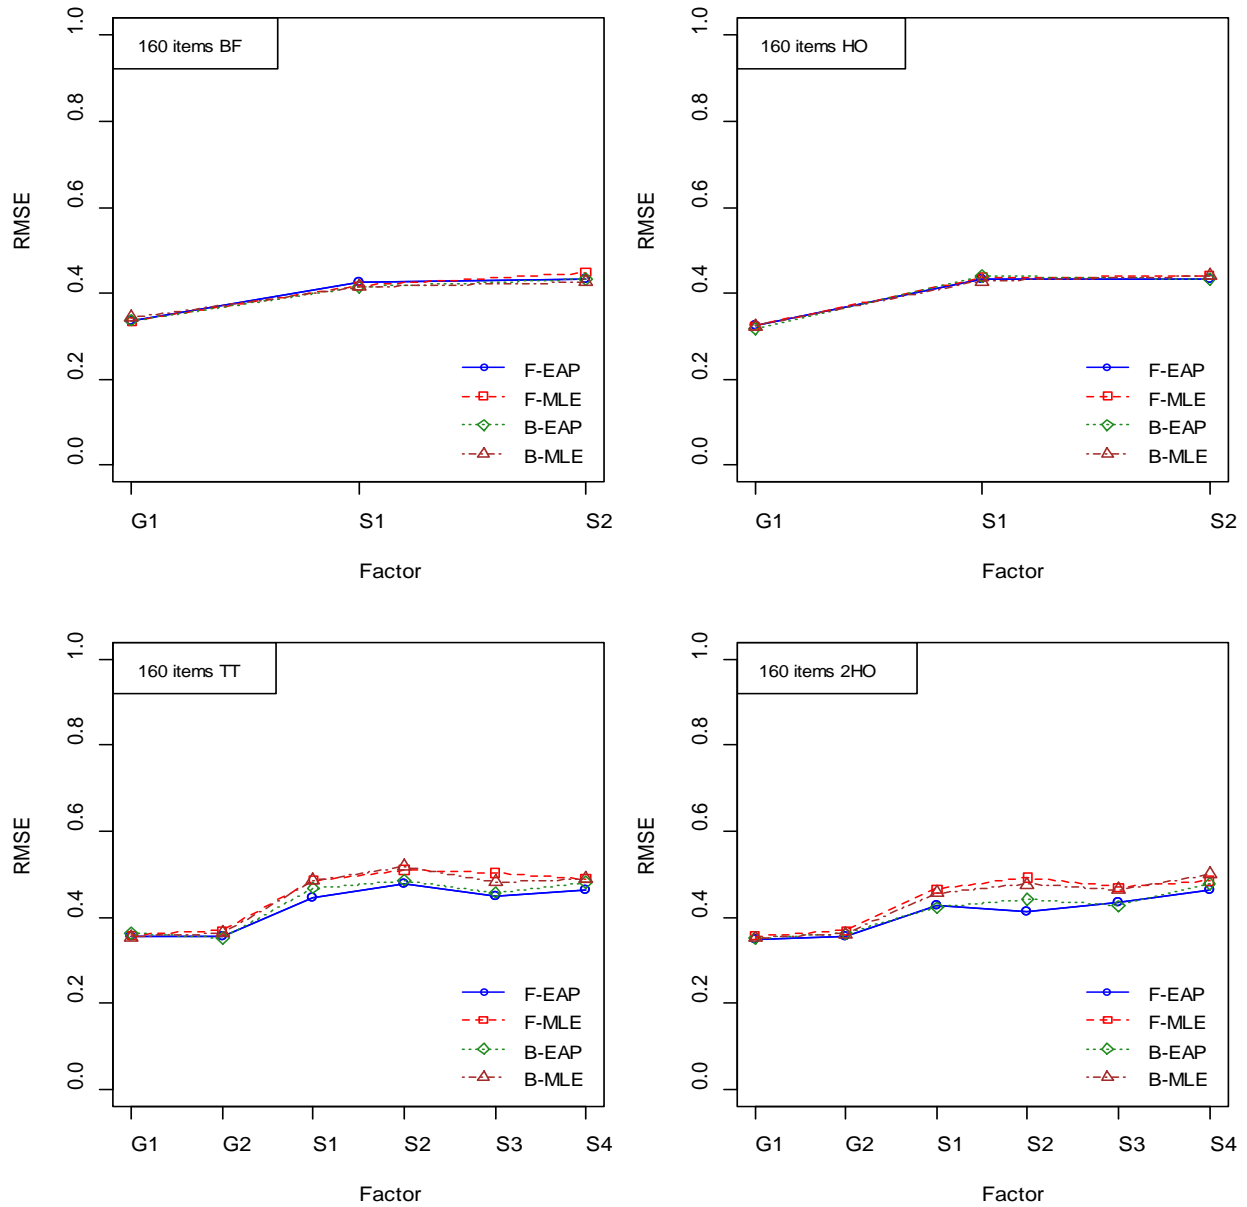 160 items BF
1.0
0.8
0.6
0.4
0.2
0.0
RMSE
F-EAP
F-MLE
B-EAP
B-MLE
G1 S1 S2
Factor
160 items HO
1.0
0.8
0.6
0.4
0.2
0.0
RMSE
F-EAP
F-MLE
B-EAP
B-MLE
G1 S1 S2
Factor
160 items TT
1.0
0.8
0.6
0.4
0.2
0.0
RMSE
F-EAP
F-MLE
B-EAP
B-MLE
G1 G2 S1 S2 S3 S4
Factor
160 items 2HO
1.0
0.8
0.6
0.4
0.2
0.0
RMSE
F-EAP
F-MLE
B-EAP
B-MLE
G1 G2 S1 S2 S3 S4
Factor